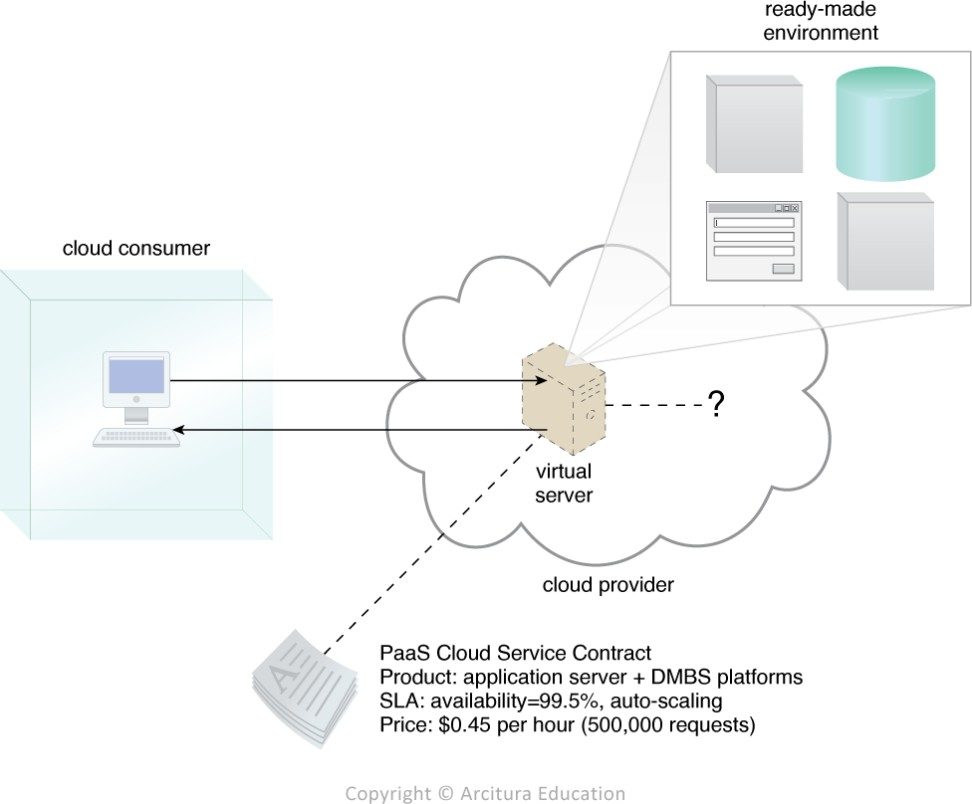 ready-made
environment
cloud consumer
?
virtual
server
cloud provider
A
PaaS Cloud Service Contract
Product: application server + DMBS platforms
SLA: availability=99.5%, auto-scaling
Price: $0.45 per hour (500,000 requests)
Copyright © Arcitura Education